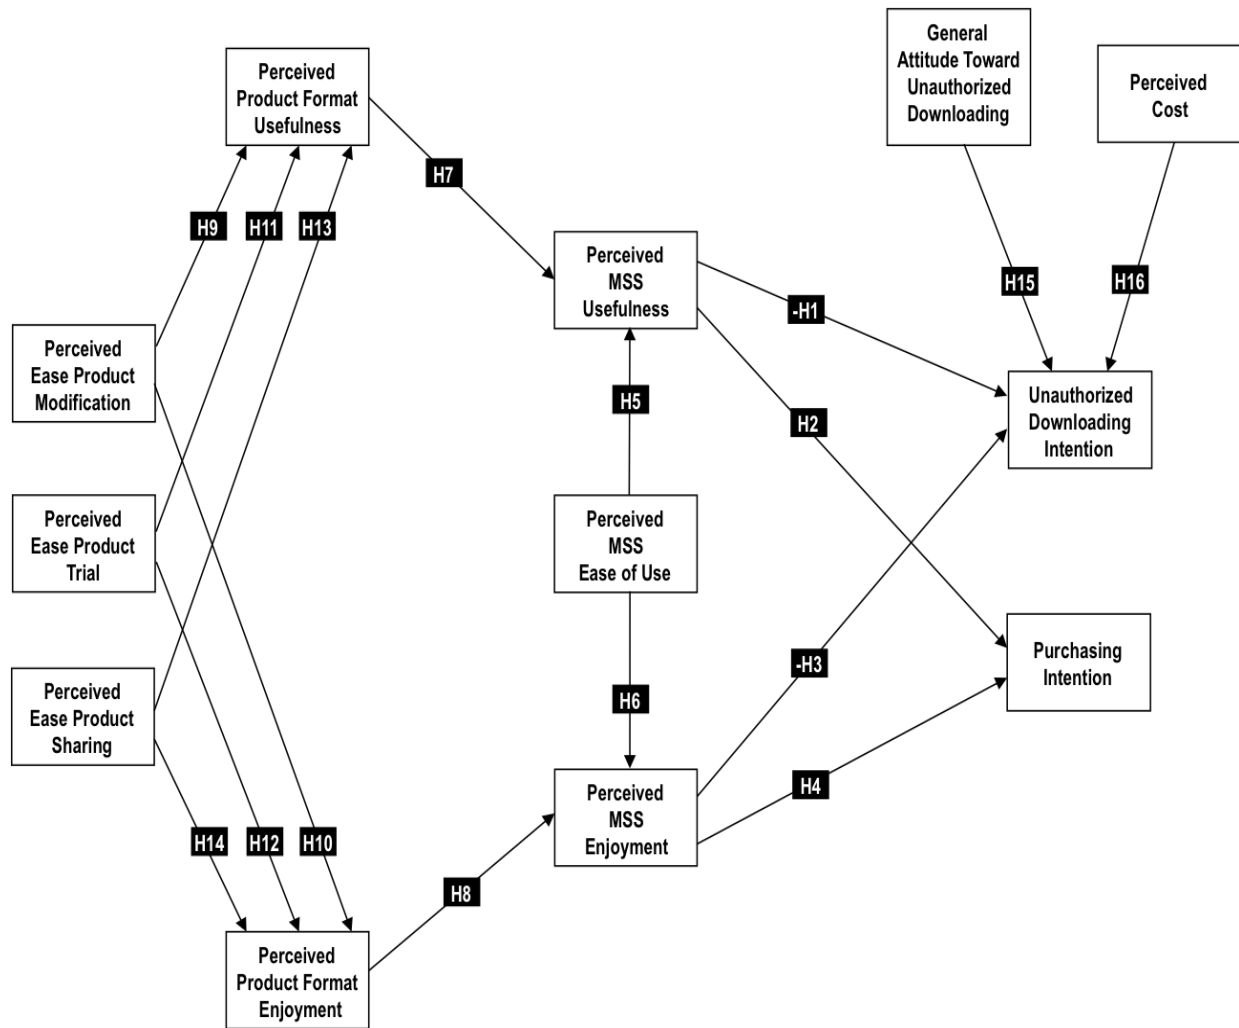 General
Attitude Toward
Unauthorized
Downloading
Perceived
Cost
Perceived
Product Format
Usefulness
H7
H9
H11
H13
Perceived
MSS
Usefulness
-H1
H15
H16
Perceived
Ease Product
Modification
H5
H2
Unauthorized
Downloading
Intention
Perceived
Ease Product
Trial
Perceived
MSS
Ease of Use
Perceived
Ease Product
Sharing
H6
-H3
Purchasing
Intention
H14
H12
H10
Perceived
MSS
Enjoyment
H4
H8
Perceived
Product Format
Enjoyment